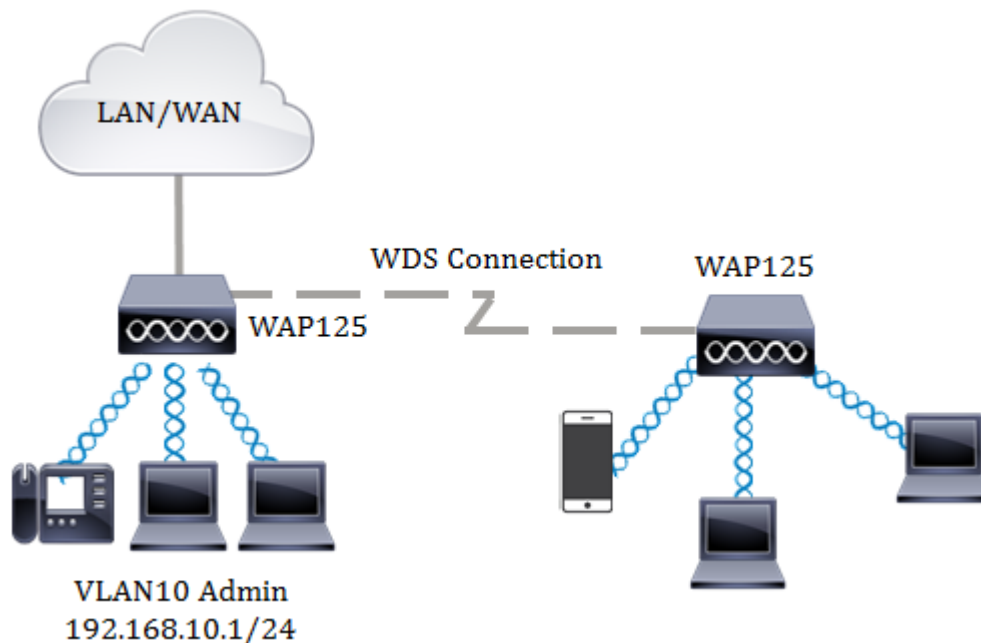 LAN/WAN
WDS Connection
WAP125
WAP125
VLAN10 Admin
192.168.10.1/24